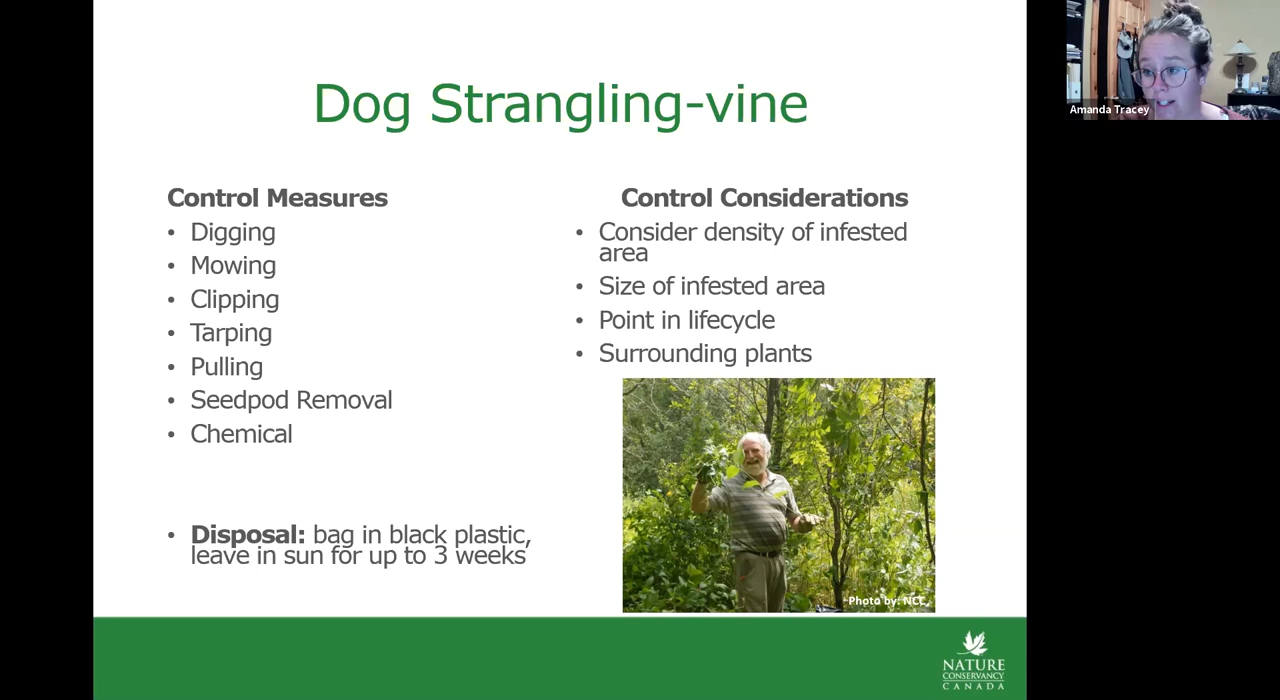 Dog Strangling-vine
Control Measures
• Digging
• Mowing
• Clipping
• Tarping
• Pulling
• Seedpod Removal
• Chemical
• Disposal: bag in black plastic,
leave in sun for up to 3 weeks
Control Considerations
• Consider density of infested
area
• Size of infested area
• Point in lifecycle
• Surrounding plants
Photo by: NCC
NATURE
CONSERVANCY
CANADA
Amanda Tracey